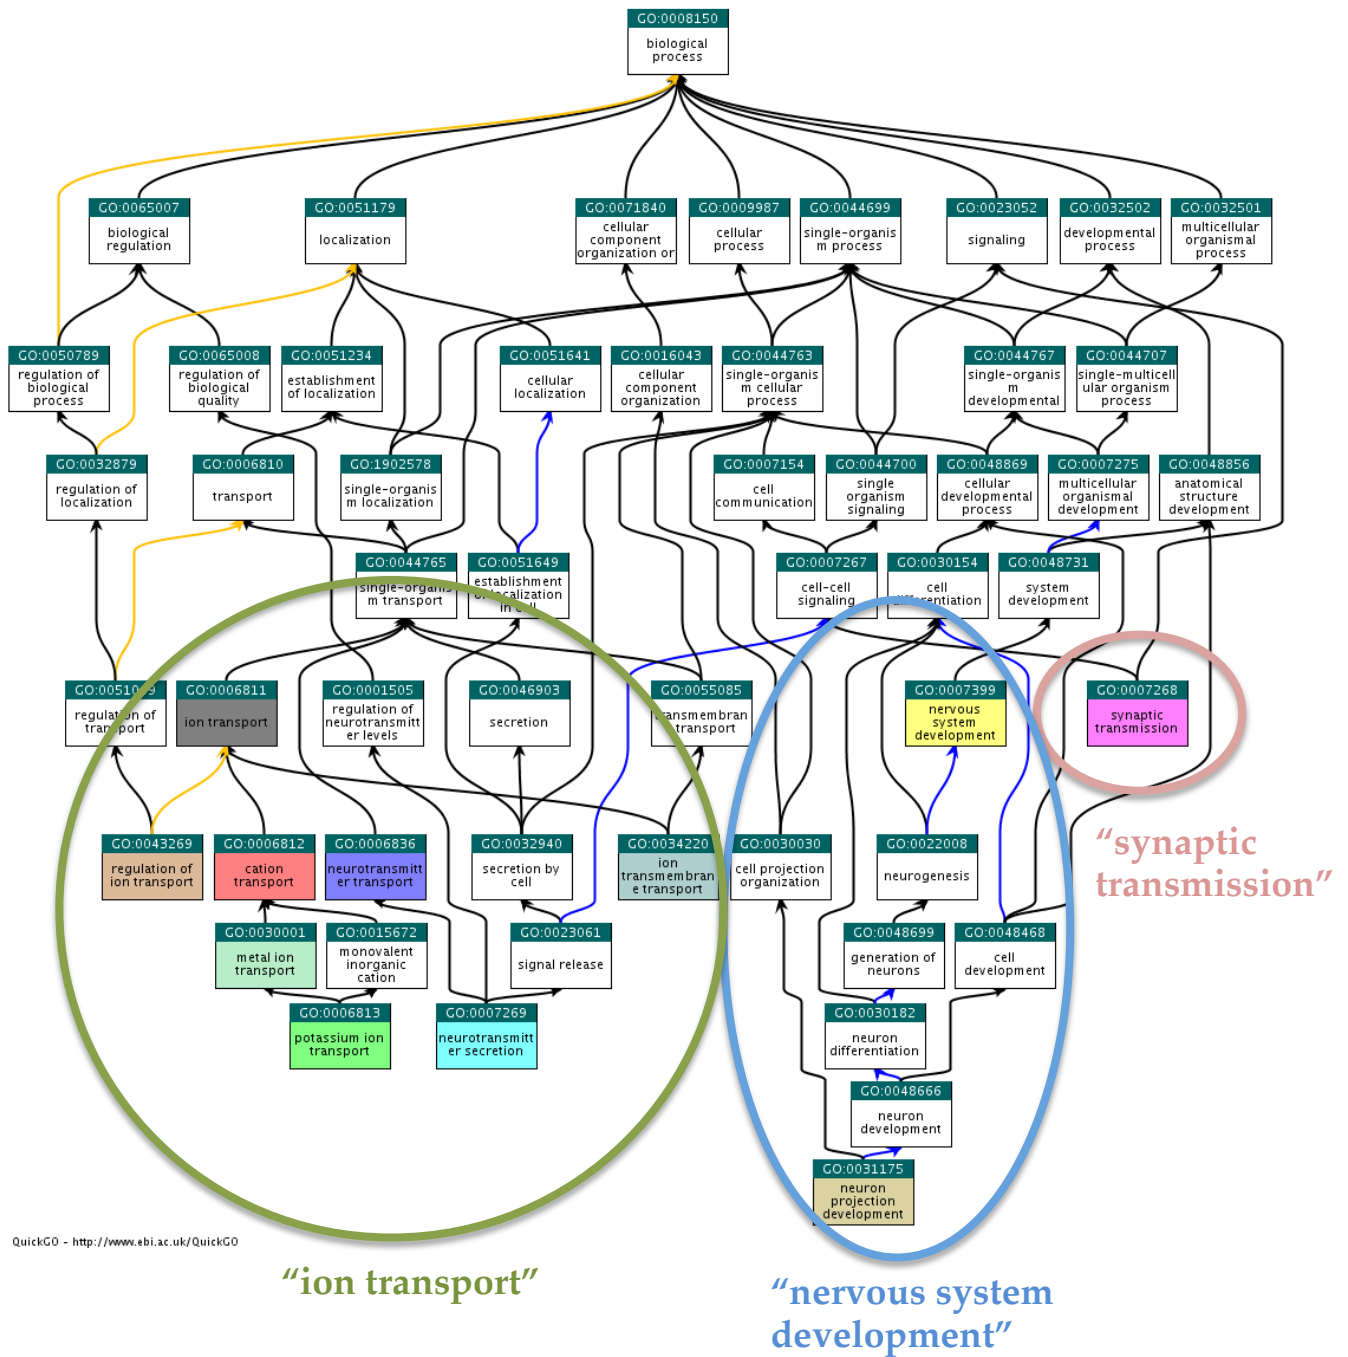 GO:0008150
biological
process
GO:0065007
biological
regulation
GO:0051179
localization
GO:0071840
cellular
component
organization or
GO:0009987
cellular
process
GO:0044699
single-organis
m process
GO:0023052
signaling
GO:0032502
developmental
process
GO:0032501
multicellular
organismal
process
GO:0050789
regulation of
biological
process
GO:0065008
regulation of
biological
quality
GO:0051234
establishment
of localization
GO:0051641
cellular
localization
GO:0016043
cellular
component
organization
GO:0044763
single-organis
m cellular
process
GO:0044767
single-organis
m
developmental
GO:0044707
single-multicell
ular organism
process
GO:0032879
regulation of
localization
GO:0006810
transport
GO:1902578
single-organis
m localization
GO:0007154
cell
communication
GO:0044700
single
organism
signaling
GO:0048869
cellular
developmental
process
GO:0007275
multicellular
organismal
development
GO:0048856
anatomical
structure
development
GO:0044765
single-organis
m transport
GO:0051649
establishment
of localization
in cell
GO:0007267
cell-cell
signaling
GO:0030154
cell
differentiation
GO:0048731
system
development
GO:0051049
regulation of
transport
GO:0006811
ion transport
GO:0001505
regulation of
neurotransmitt
er levels
GO:0046903
secretion
GO:0055085
transmembran
e transport
GO:0007399
nervous
system
development
GO:0007268
synaptic
transmission
GO:0043269
regulation of
ion transport
GO:0006812
cation
transport
GO:0006836
neurotransmitt
er transport
GO:0032940
secretion by
cell
GO:0034220
ion
transmembran
e transport
GO:0030030
cell projection
organization
GO:0022008
neurogenesis
“synaptic
transmission”
GO:0030001
metal ion
transport
GO:0015672
monovalent
inorganic
cation
GO:0023061
signal release
GO:0048699
generation of
neurons
GO:0048468
cell
development
GO:0006813
potassium ion
transport
GO:0007269
neurotransmitt
er secretion
GO:0030182
neuron
differentiation
GO:0048666
neuron
development
GO:0031175
neuron
projection
development
QuickGO - http://www.ebi.ac.uk/QuickGO
“ion transport”
“nervous system
development”